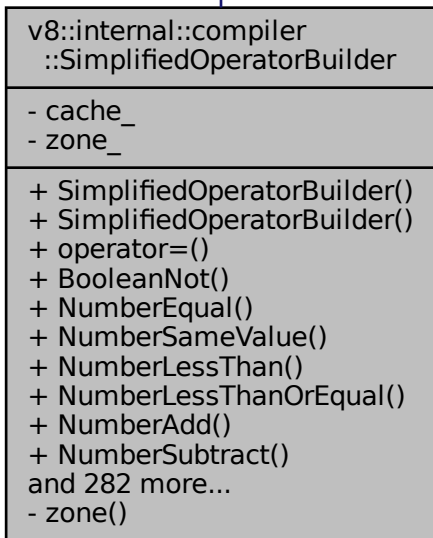 v8::internal::compiler
::SimplifiedOperatorBuilder
- cache_
- zone_
+ SimplifiedOperatorBuilder()
+ SimplifiedOperatorBuilder()
+ operator=()
+ BooleanNot()
+ NumberEqual()
+ NumberSameValue()
+ NumberLessThan()
+ NumberLessThanOrEqual()
+ NumberAdd()
+ NumberSubtract()
and 282 more...
- zone()